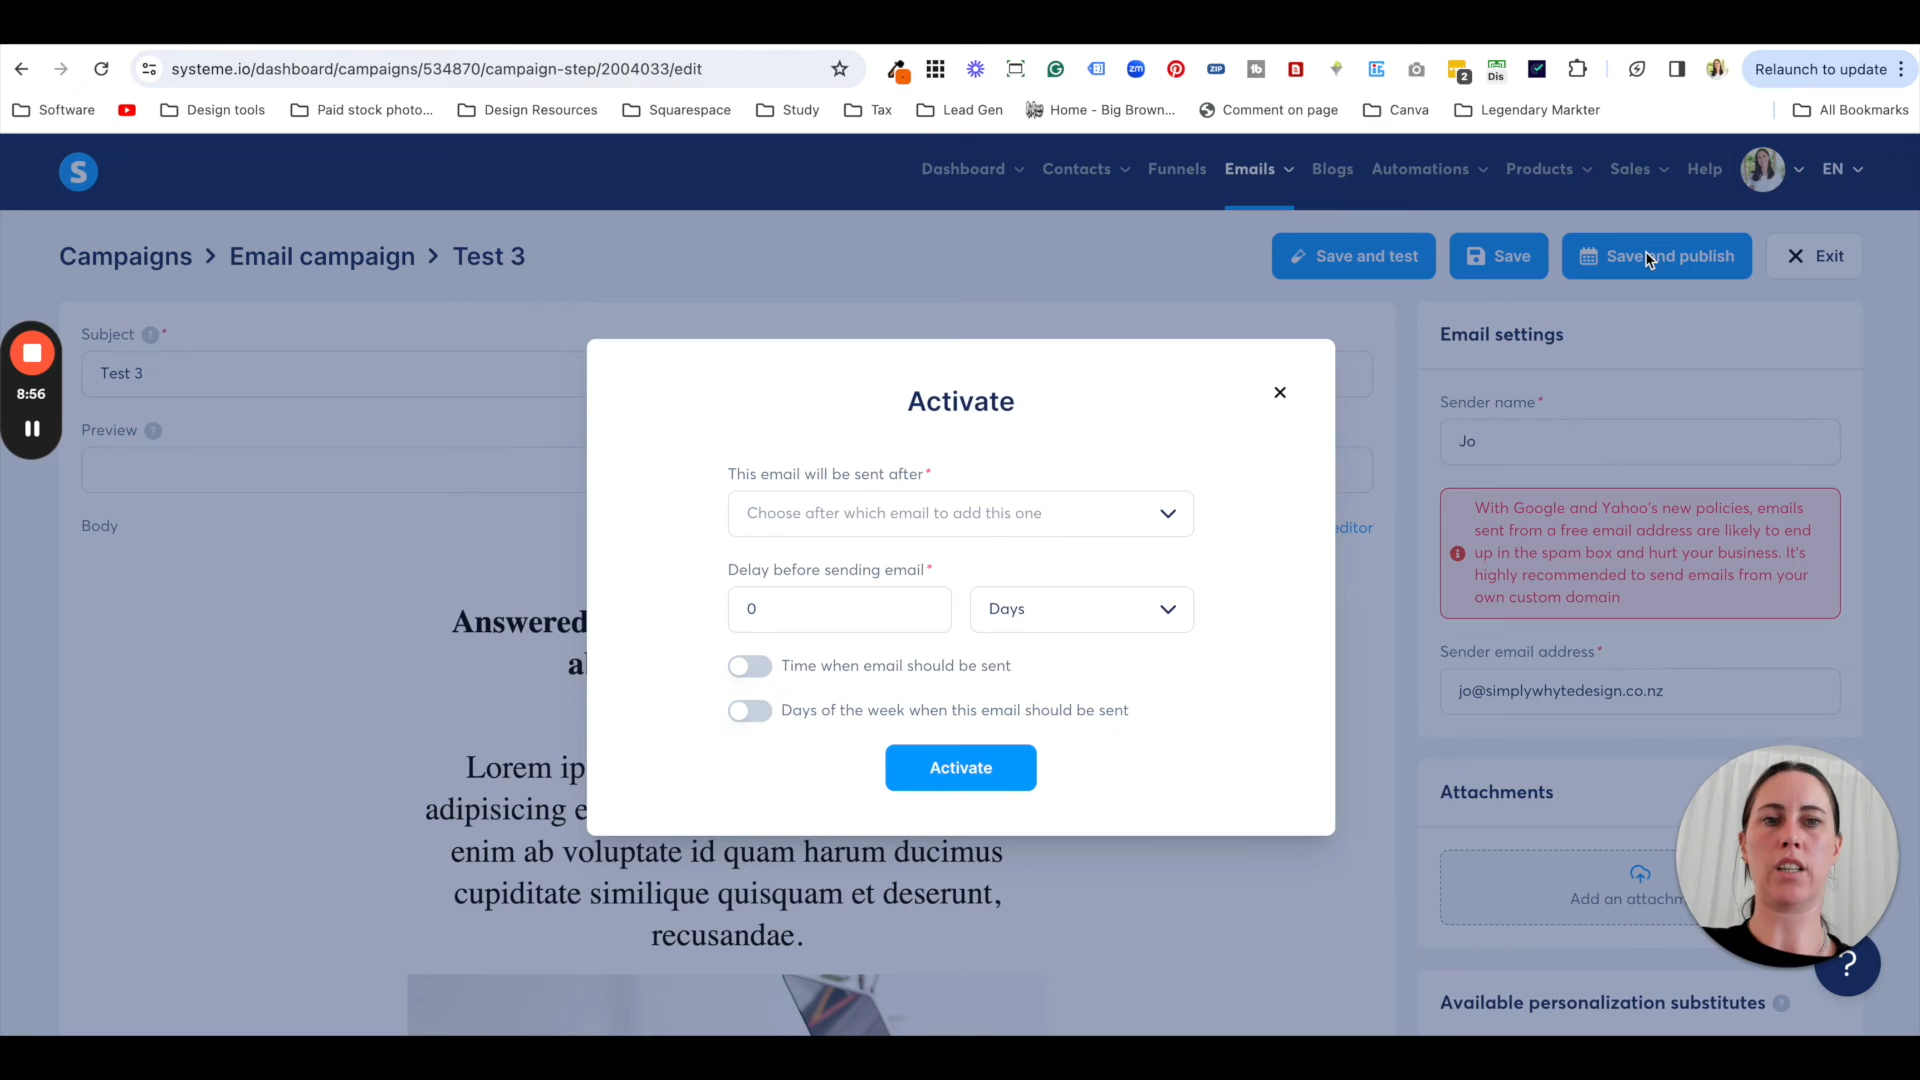 systeme.io/dashboard/campaigns/534870/campaign-step/2004033/edit
Relaunch to update
Software
Design tools
Paid stock photo...
Design Resources
Squarespace
Study
Tax
Lead Gen
Home - Big Brown...
Comment on page
Canva
Legendary Markter
All Bookmarks
S
Dashboard
Contacts
Funnels
Emails
Blogs
Automations
Products
Sales
Help
EN
Campaigns > Email campaign > Test 3
Save and test
Save
Save and publish
Exit
8:56
Subject ? *
Test 3
Preview ?
Body
editor
Answered
Lorem ip
adipisicing e
enim ab voluptate id quam harum ducimus
cupiditate similique quisquam et deserunt,
recusandae.
Activate
This email will be sent after*
Choose after which email to add this one
Delay before sending email*
0
Days
Time when email should be sent
Days of the week when this email should be sent
Activate
Email settings
Sender name*
Jo
With Google and Yahoo's new policies, emails
sent from a free email address are likely to end
up in the spam box and hurt your business. It's
highly recommended to send emails from your
own custom domain
Sender email address*
jo@simplywhytedesign.co.nz
Attachments
Add an attachm
Available personalization substitutes ?
?